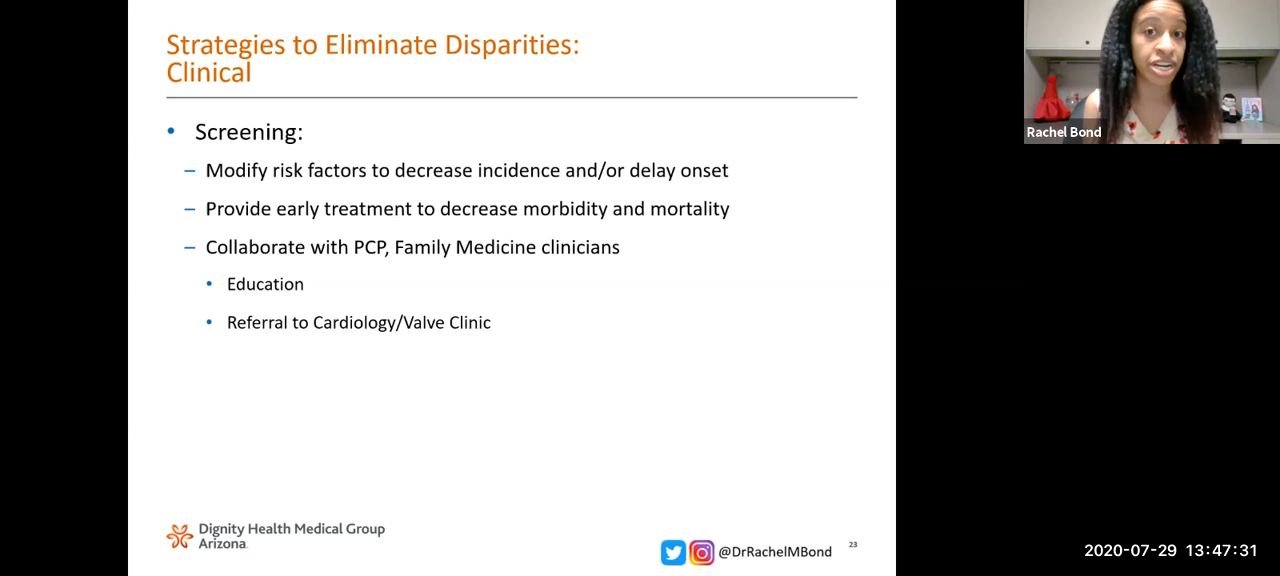 Strategies to Eliminate Disparities:
Clinical
• Screening:
– Modify risk factors to decrease incidence and/or delay onset
– Provide early treatment to decrease morbidity and mortality
– Collaborate with PCP, Family Medicine clinicians
• Education
• Referral to Cardiology/Valve Clinic
Dignity Health Medical Group
Arizona.
@DrRachelMBond
23
Rachel Bond
2020-07-29 13:47:31